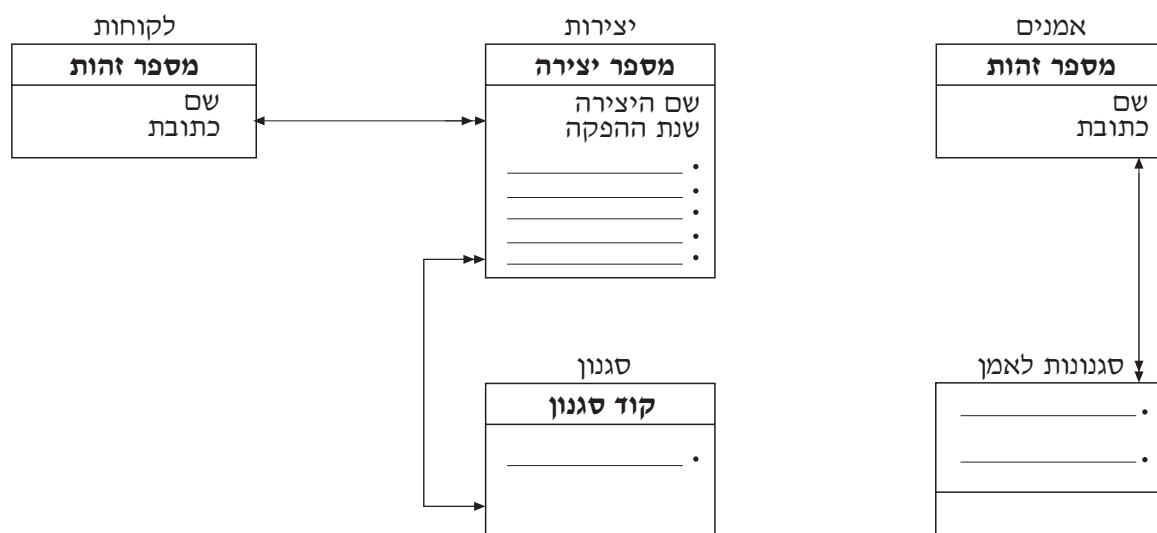 אמנים
מספר זהות
שם
כתובת
יצירות
מספר יצירה
שם היצירה
שנת ההפקה
לקוחות
מספר זהות
שם
כתובת
סגנונות לאמן
סגנון
קוד סגנון